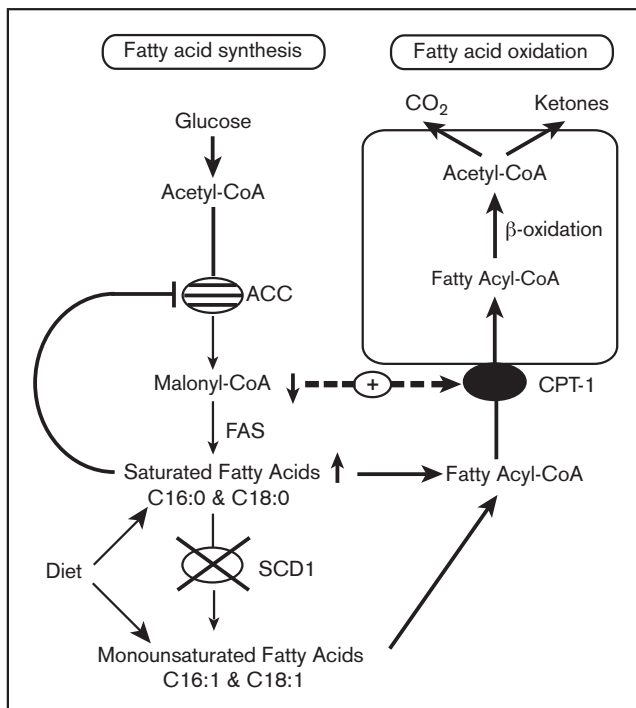 Fatty acid synthesis
Fatty acid oxidation
Glucose
Acetyl-CoA
ACC
Malonyl-CoA
FAS
Saturated Fatty Acids
C16:0 & C18:0
Diet
SCD1
Monounsaturated Fatty Acids
C16:1 & C18:1
CO₂
Ketones
Acetyl-CoA
β-oxidation
Fatty Acyl-CoA
+
CPT-1
Fatty Acyl-CoA